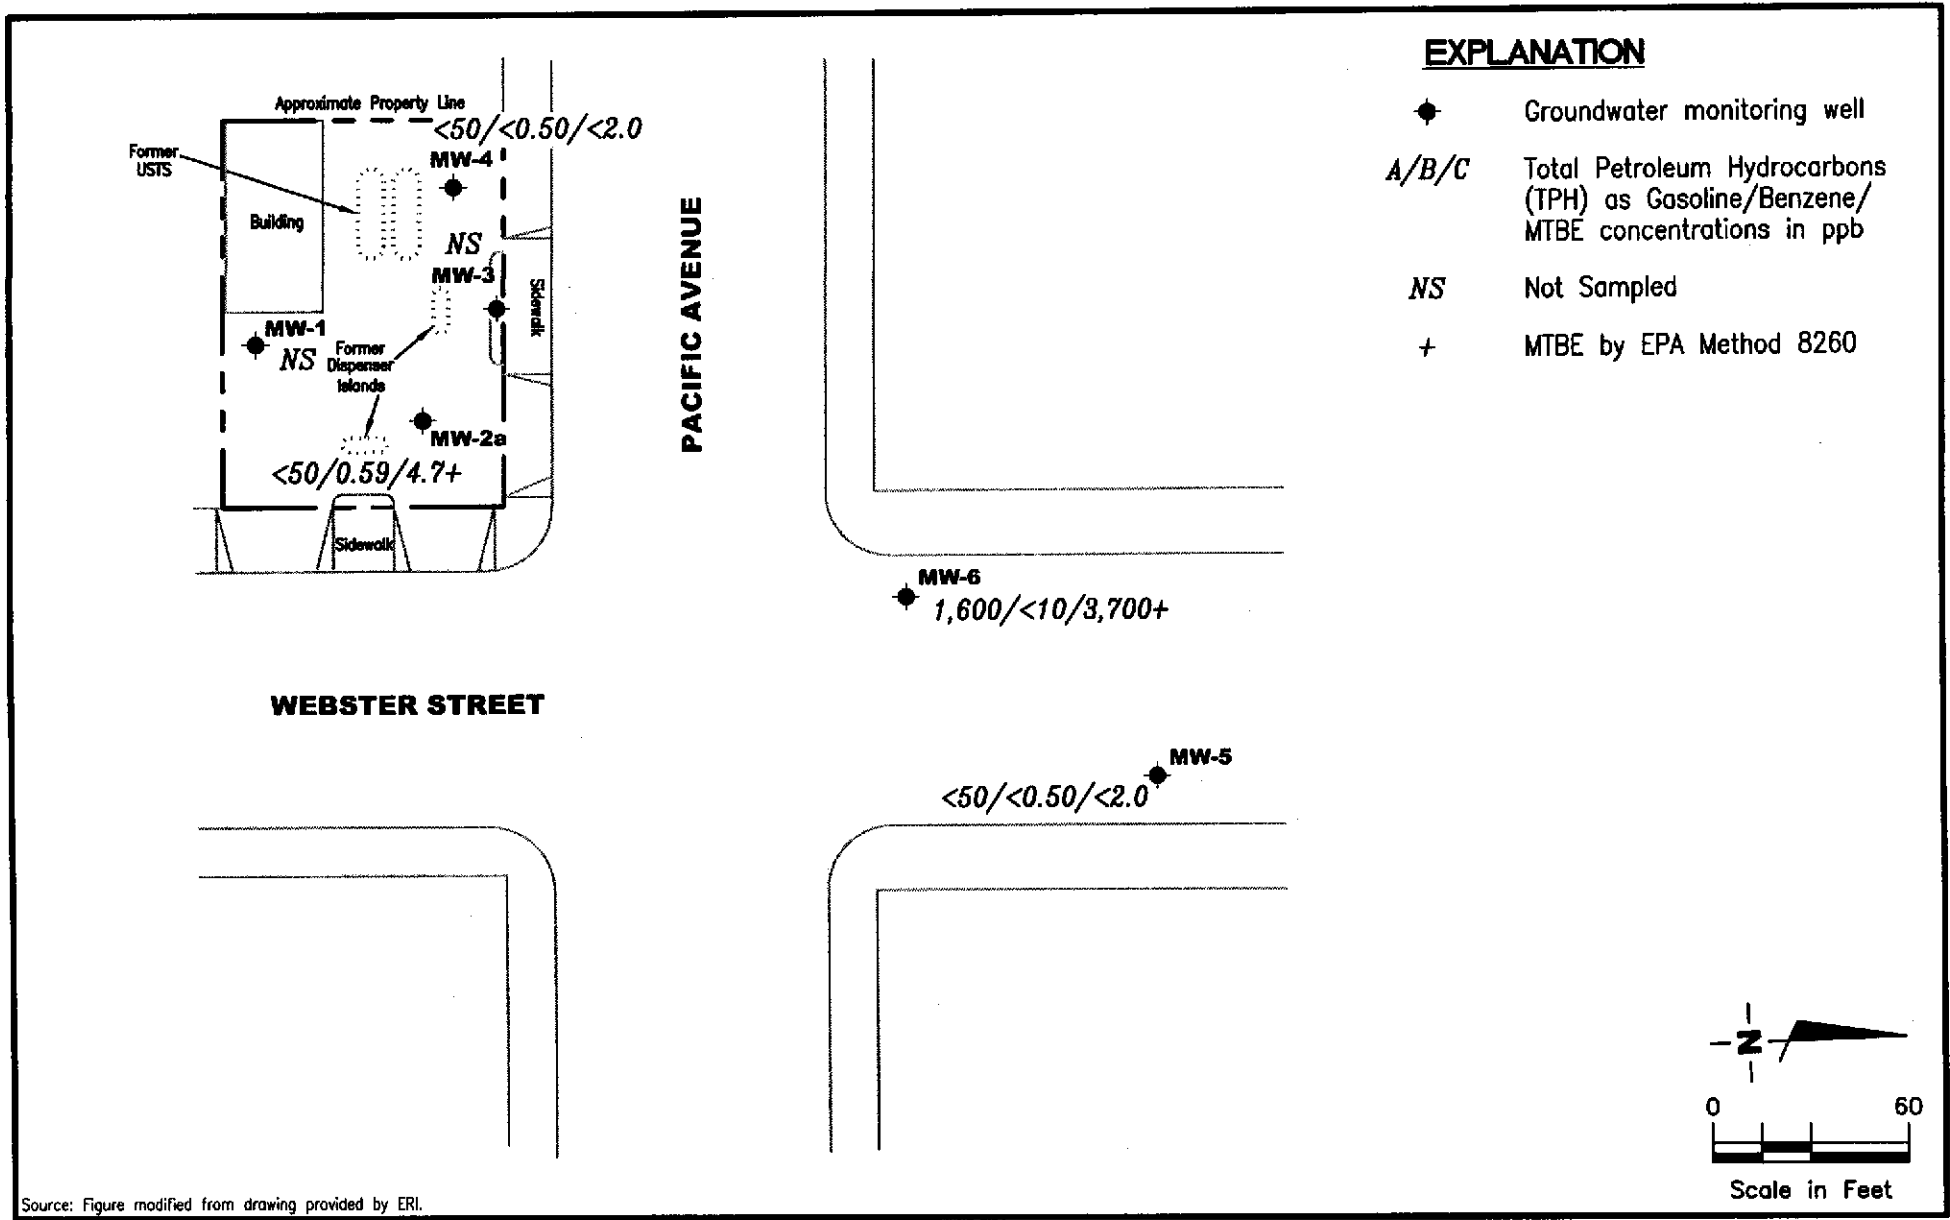 EXPLANATION
Groundwater monitoring well
A/B/C
Total Petroleum Hydrocarbons
(TPH) as Gasoline/Benzene/
MTBE concentrations in ppb
NS
Not Sampled
+
MTBE by EPA Method 8260
Approximate Property Line
<50/<0.50/<2.0
Former
USTS
MW-4
Building
NS
MW-3
Sidewalk
MW-1
NS
Former
Dispenser
Islands
MW-2a
<50/0.59/4.7+
Sidewalk
PACIFIC AVENUE
MW-6
1,600/<10/3,700+
WEBSTER STREET
MW-5
<50/<0.50/<2.0
N
0 60
Scale in Feet
Source: Figure modified from drawing provided by ERI.